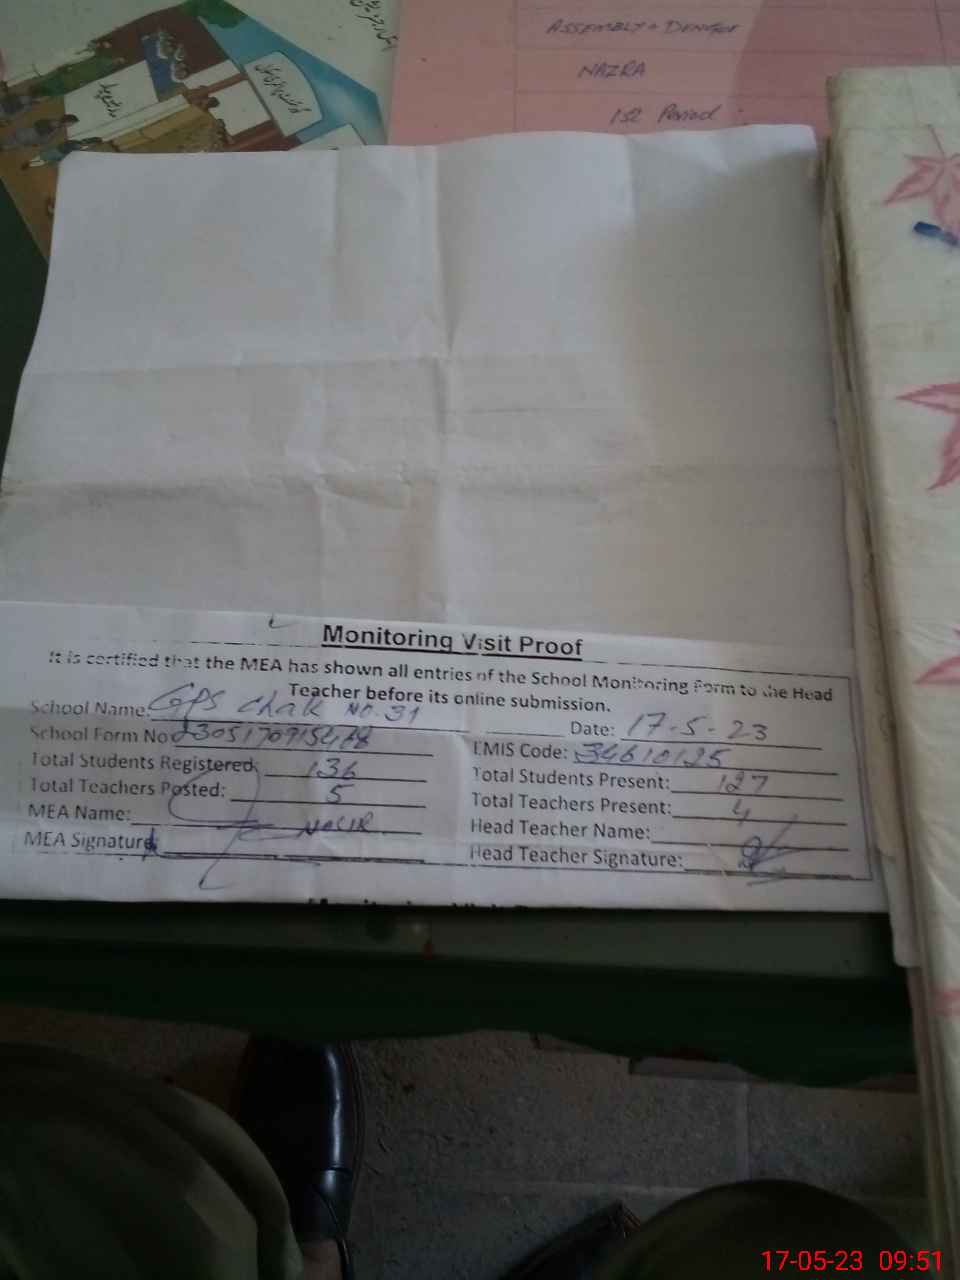 ASSEMBLY + DENGUE
NAZRA
1st Period
Monitoring Visit Proof
It is certified that the MEA has shown all entries of the School Monitoring Form to the Head
Teacher before its online submission.
School Name: GPS Chak NO. 31
Date: 17-5-23
School Form No
EMIS Code: 34610125
Total Students Registered: 136
Total Students Present: 127
Total Teachers Posted: 5
Total Teachers Present: 4
MEA Name: NASIR
Head Teacher Name:
MEA Signature:
Head Teacher Signature:
17-05-23 09:51